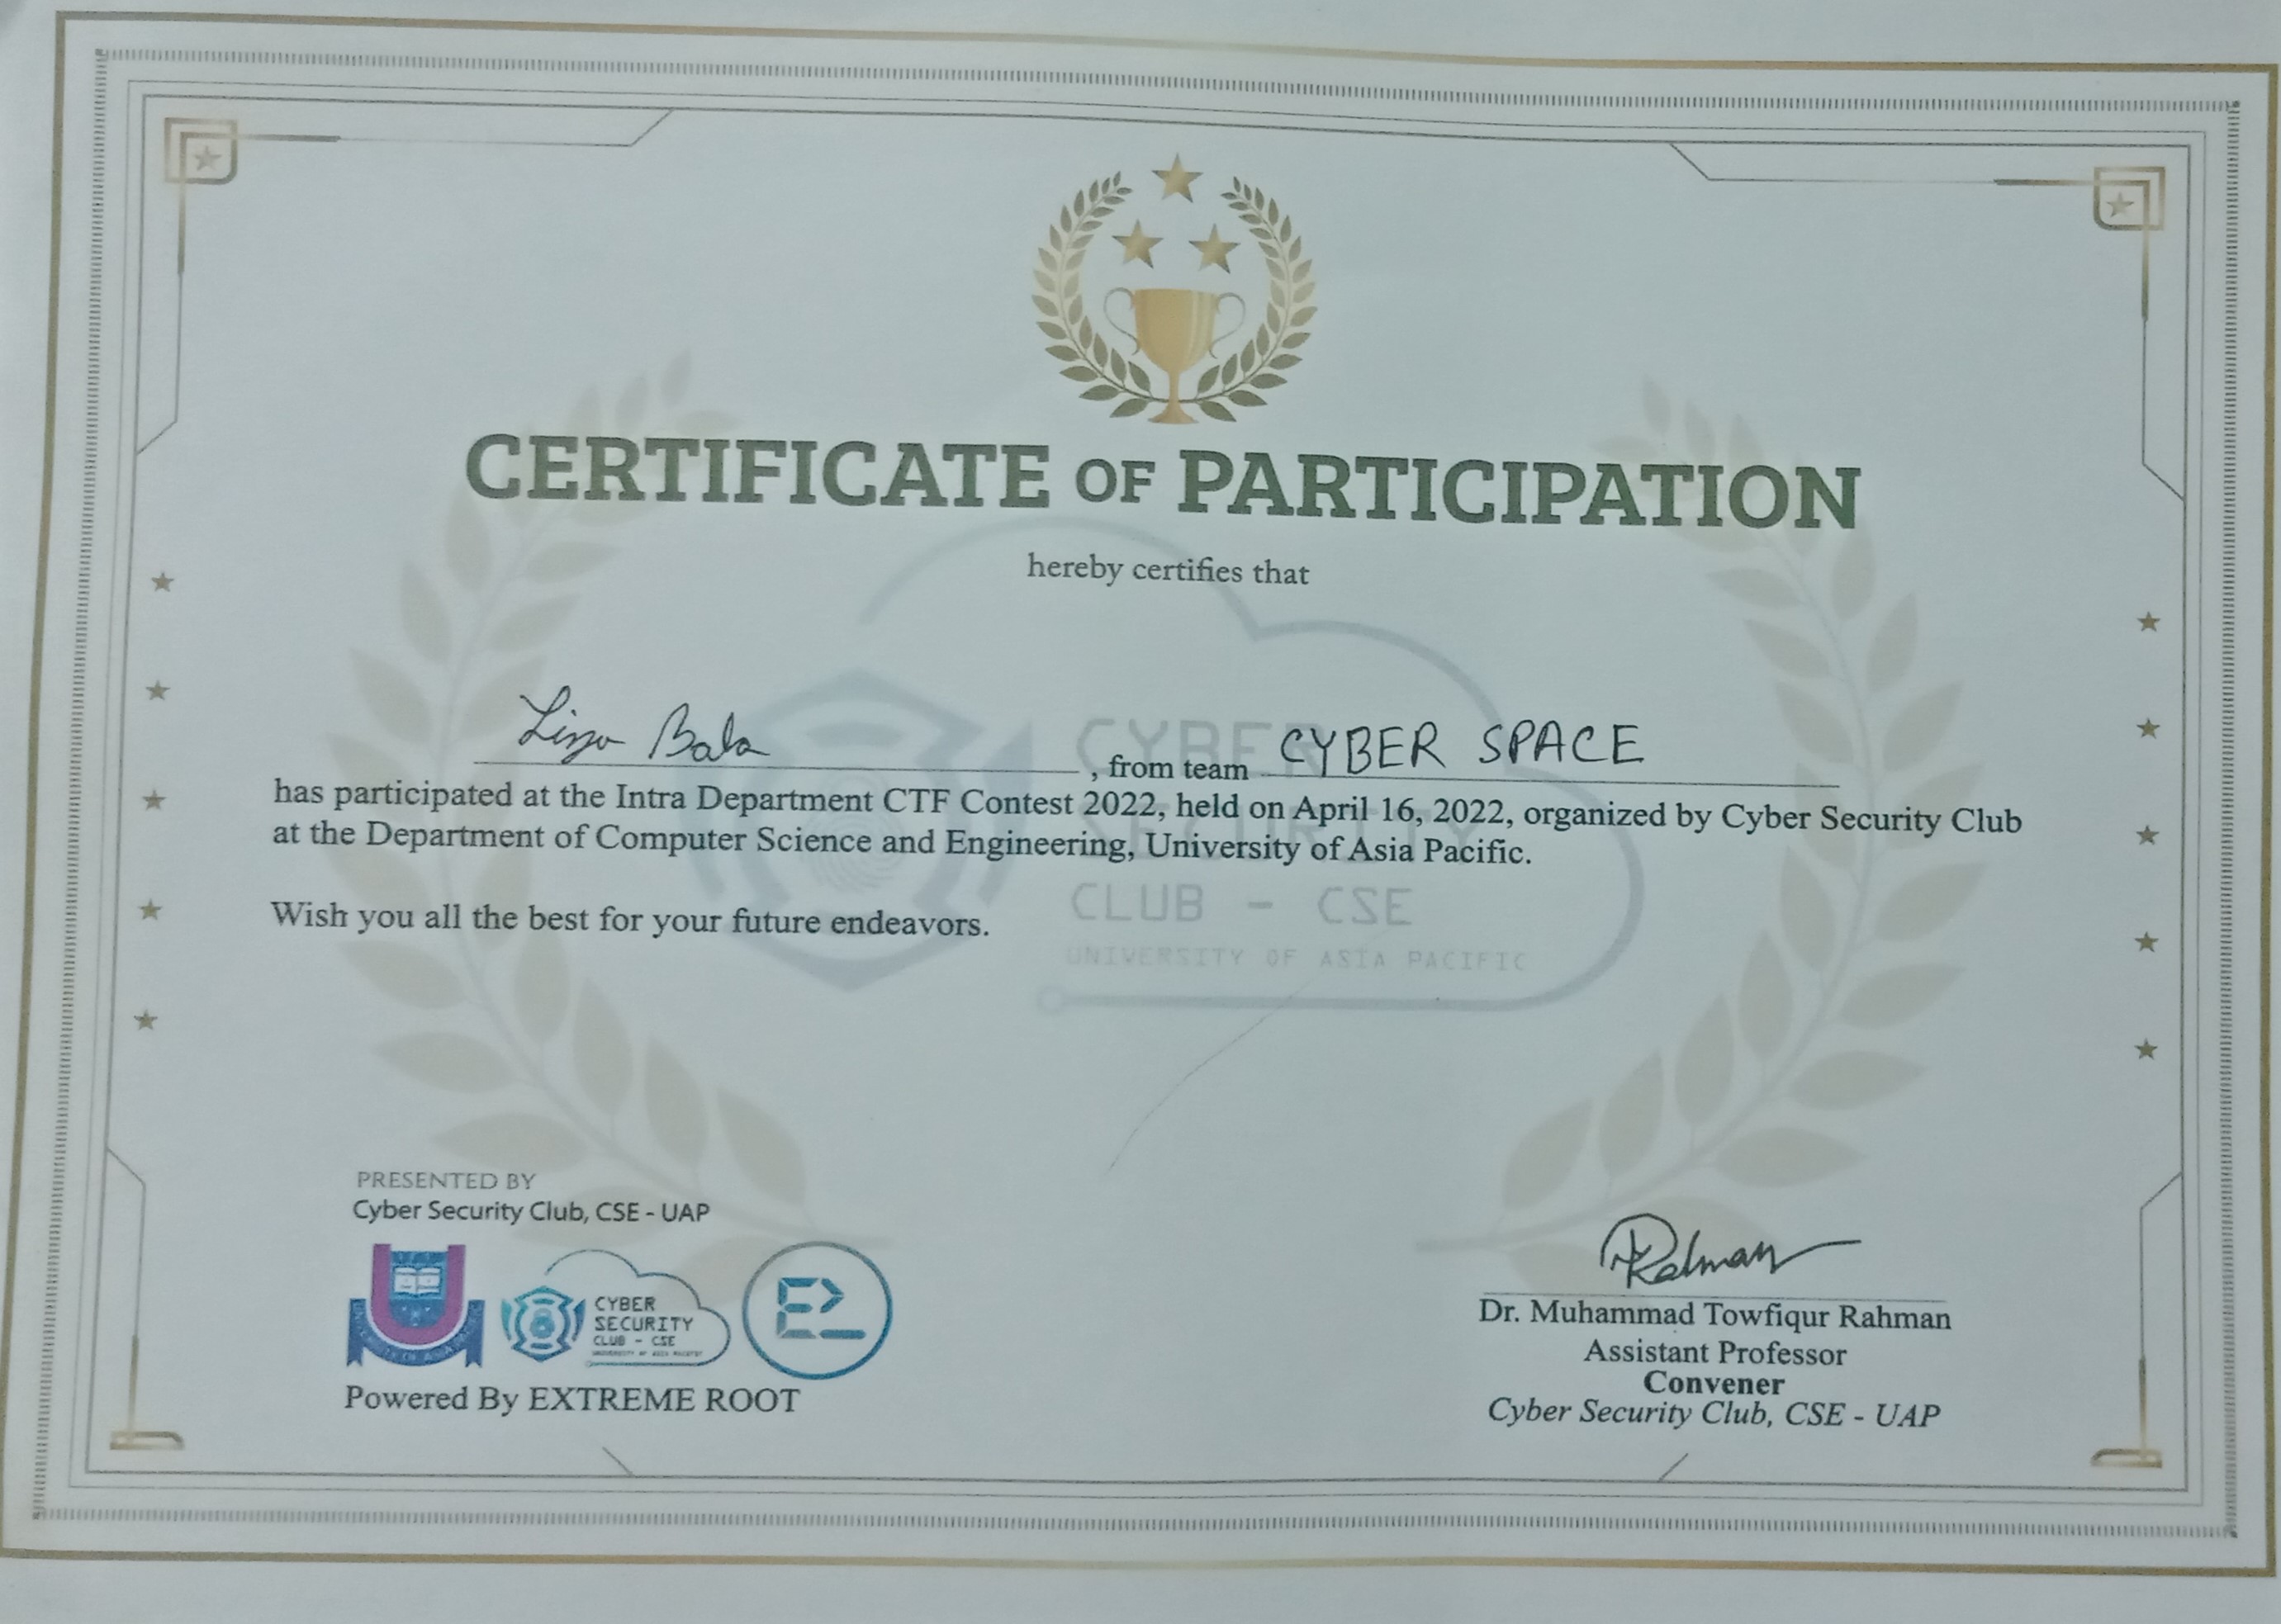 CERTIFICATE OF PARTICIPATION
hereby certifies that
Bala, from team CYBER SPACE
has participated at the Intra Department CTF Contest 2022, held on April 16, 2022, organized by Cyber Security Club
at the Department of Computer Science and Engineering, University of Asia Pacific.
Wish you all the best for your future endeavors.
CYBER
SECURITY
CLUB - CSE
UNIVERSITY OF ASIA PACIFIC
PRESENTED BY
Cyber Security Club, CSE - UAP
CYBER
SECURITY
CLUB - CSE
UNIVERSITY OF ASIA PACIFIC
Powered By EXTREME ROOT
Rahman
Dr. Muhammad Towfiqur Rahman
Assistant Professor
Convener
Cyber Security Club, CSE - UAP